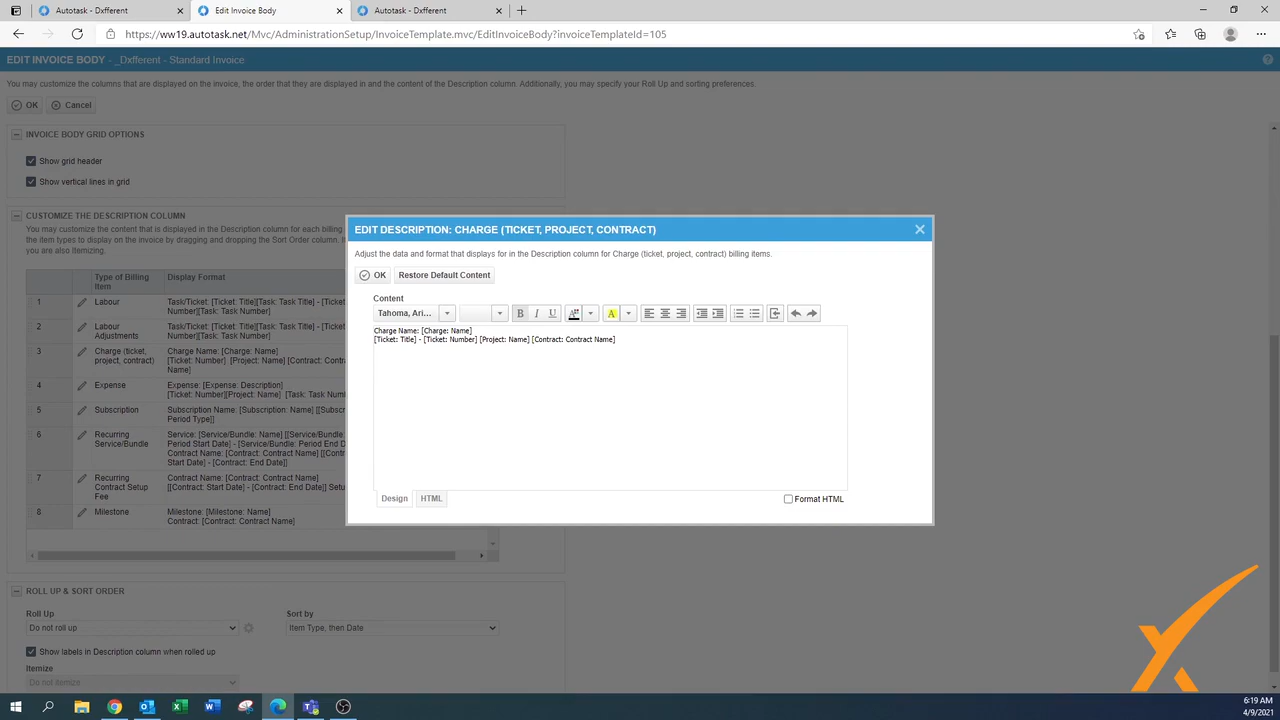 Autotask - Dxfferent
Edit Invoice Body
Autotask - Dxfferent
https://ww19.autotask.net/Mvc/AdministrationSetup/InvoiceTemplate.mvc/EditInvoiceBody?invoiceTemplateId=105
EDIT INVOICE BODY - _Dxfferent - Standard Invoice
You may customize the columns that are displayed on the invoice, the order that they are displayed in and the content of the Description column. Additionally, you may specify your Roll Up and sorting preferences.
OK
Cancel
INVOICE BODY GRID OPTIONS
Show grid header
Show vertical lines in grid
CUSTOMIZE THE DESCRIPTION COLUMN
You may customize the content that is displayed in the Description column for each billing
the item types to display on the invoice by dragging and dropping the Sort Order column. I
you are also itemizing.
Type of Billing Item
Display Format
1
Labour
Task/Ticket: [Ticket: Title][Task: Task Title] - [Ticket
Number][Task: Task Number]
2
Labour
Adjustments
Task/Ticket: [Ticket: Title][Task: Task Title] - [Ticket
Number][Task: Task Number]
3
Charge (ticket,
project, contract)
Charge Name: [Charge: Name]
[Ticket: Number] [Project: Name] [Contract: Contract
Name]
4
Expense
Expense: [Expense: Description]
[Ticket: Number][Project: Name] [Task: Task Num
5
Subscription
Subscription Name: [Subscription: Name] [[Subscr
Period Type]]
6
Recurring
Service/Bundle
Service: [Service/Bundle: Name] [[Service/Bundle:
Period Start Date] - [Service/Bundle: Period End D
Contract Name: [Contract: Contract Name] [[Cont
Start Date] - [Contract: End Date]]
7
Recurring
Contract Setup
Fee
Contract Name: [Contract: Contract Name]
[[Contract: Start Date] - [Contract: End Date]] Setu
8
Milestone
Milestone: [Milestone: Name]
Contract: [Contract: Contract Name]
ROLL UP & SORT ORDER
Roll Up
Sort by
Do not roll up
Item Type, then Date
Show labels in Description column when rolled up
Itemize
Do not itemize
EDIT DESCRIPTION: CHARGE (TICKET, PROJECT, CONTRACT)
Adjust the data and format that displays for in the Description column for Charge (ticket, project, contract) billing items.
OK
Restore Default Content
Content
Tahoma, Ari...
B I U
A
Charge Name: [Charge: Name]
[Ticket: Title] - [Ticket: Number] [Project: Name] [Contract: Contract Name]
Design
HTML
Format HTML
6:19 AM
4/9/2021